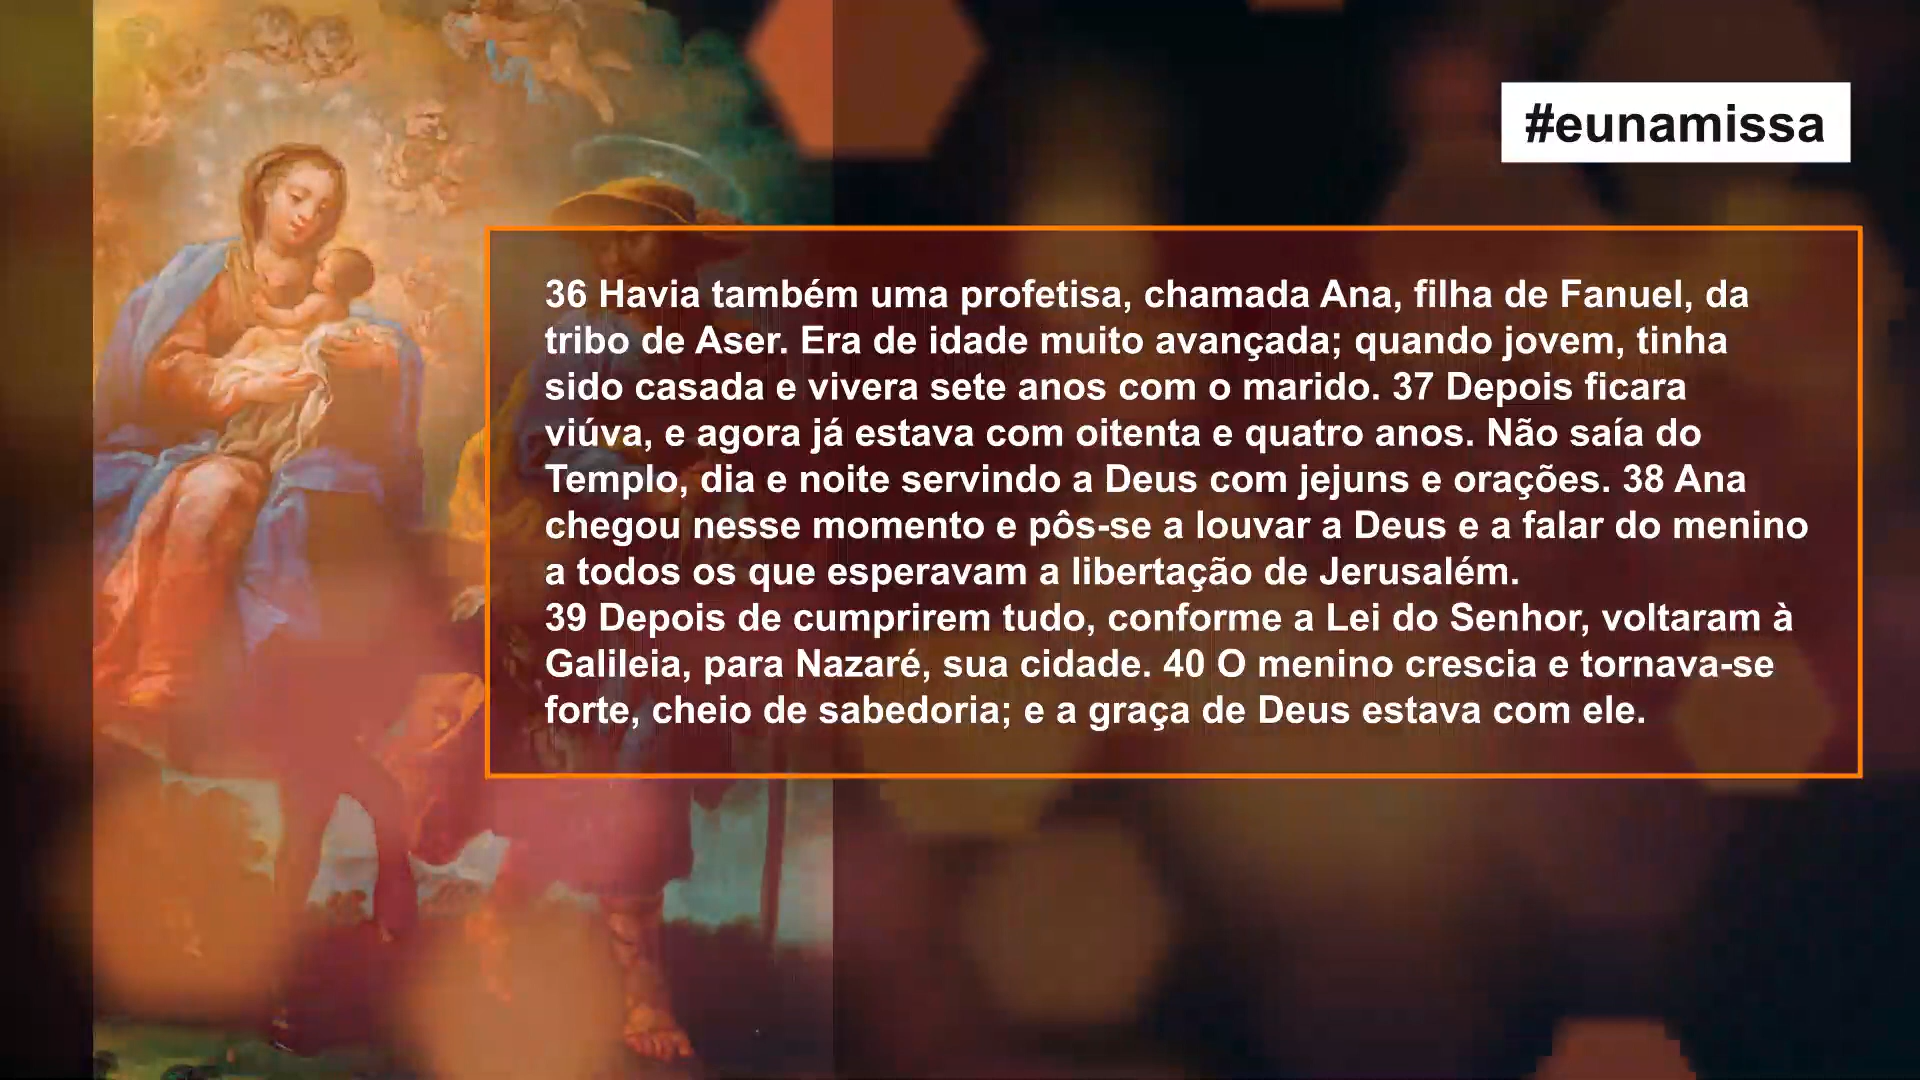 #eunamissa
36 Havia também uma profetisa, chamada Ana, filha de Fanuel, da
tribo de Aser. Era de idade muito avançada; quando jovem, tinha
sido casada e vivera sete anos com o marido. 37 Depois ficara
viúva, e agora já estava com oitenta e quatro anos. Não saía do
Templo, dia e noite servindo a Deus com jejuns e orações. 38 Ana
chegou nesse momento e pôs-se a louvar a Deus e a falar do menino
a todos os que esperavam a libertação de Jerusalém.
39 Depois de cumprirem tudo, conforme a Lei do Senhor, voltaram à
Galileia, para Nazaré, sua cidade. 40 O menino crescia e tornava-se
forte, cheio de sabedoria; e a graça de Deus estava com ele.